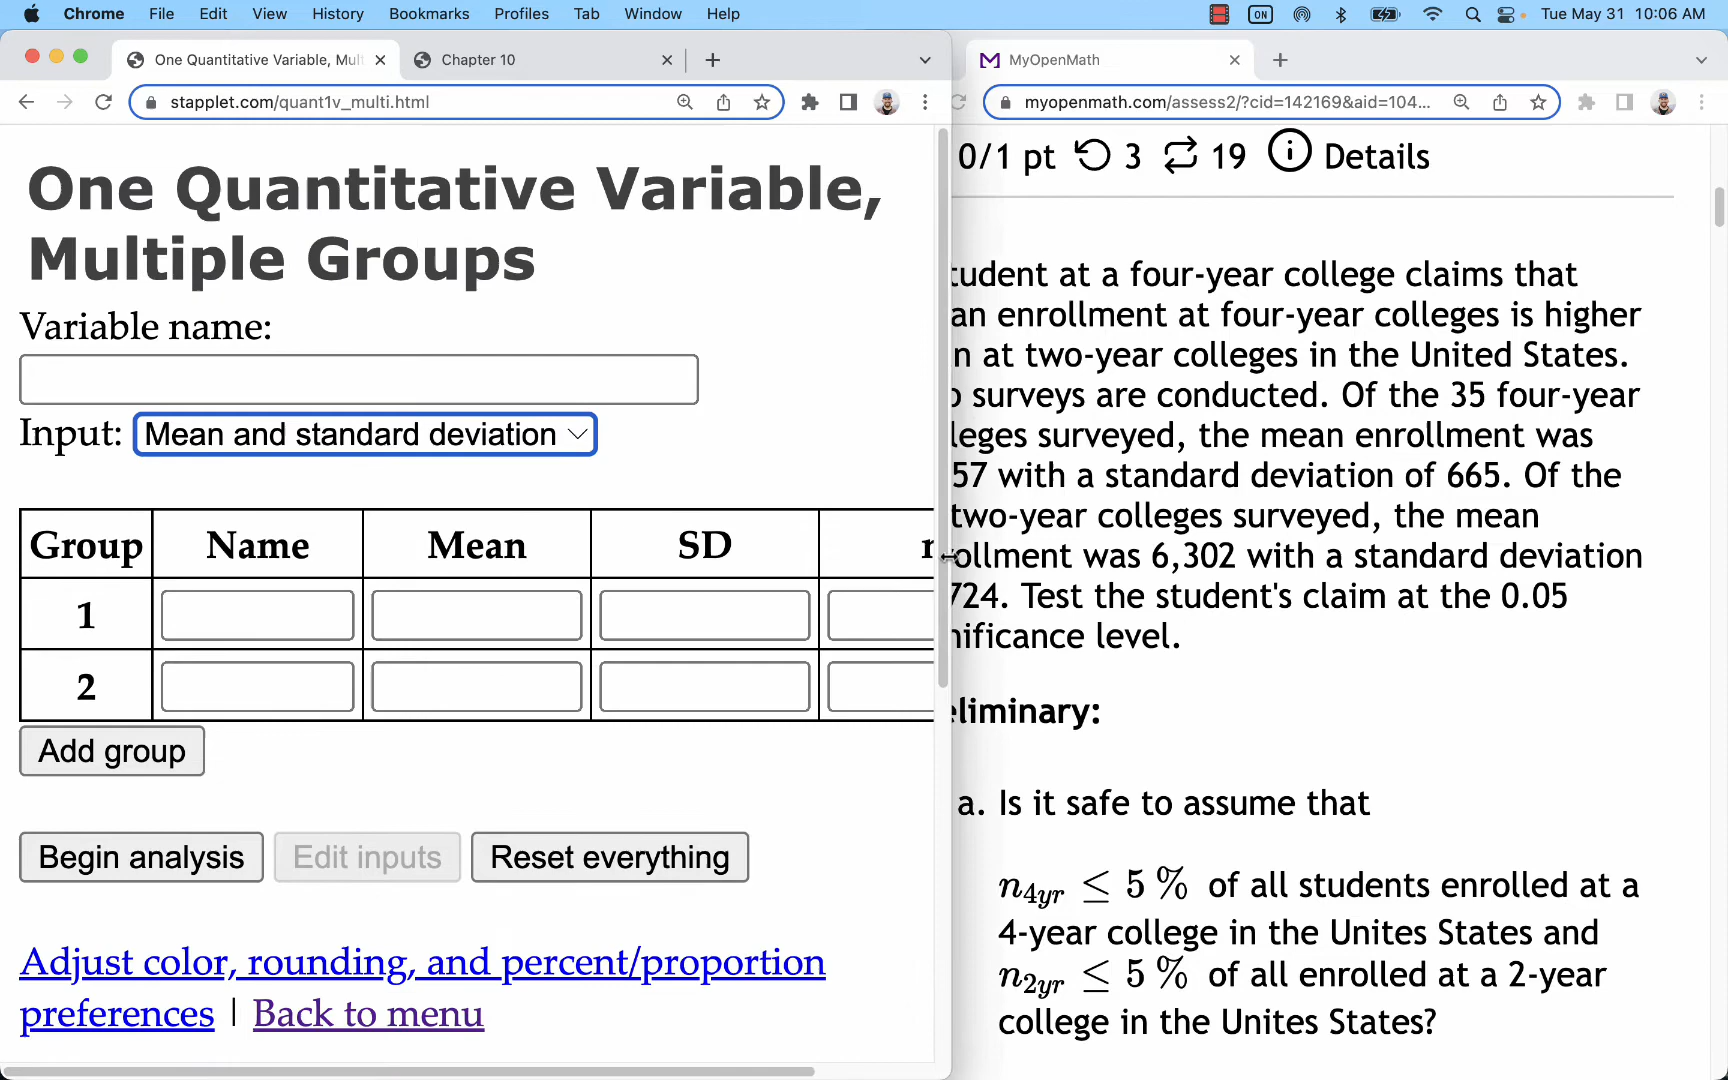 Chrome File Edit View History Bookmarks Profiles Tab Window Help ON Tue May 31 10:06 AM
One Quantitative Variable, Mul
Chapter 10
MyOpenMath
stapplet.com/quant1v_multi.html
myopenmath.com/assess2/?cid=142169&aid=104...
One Quantitative Variable,
Multiple Groups
Variable name:
Input: Mean and standard deviation
Group Name Mean SD
1
2
Add group
Begin analysis Edit inputs Reset everything
Adjust color, rounding, and percent/proportion
preferences | Back to menu
0/1 pt 3 19 Details
tudent at a four-year college claims that
an enrollment at four-year colleges is higher
n at two-year colleges in the United States.
surveys are conducted. Of the 35 four-year
leges surveyed, the mean enrollment was
57 with a standard deviation of 665. Of the
two-year colleges surveyed, the mean
ollment was 6,302 with a standard deviation
724. Test the student's claim at the 0.05
nificance level.
eliminary:
a. Is it safe to assume that
n4yr ≤ 5 % of all students enrolled at a
4-year college in the Unites States and
n2yr ≤ 5 % of all enrolled at a 2-year
college in the Unites States?